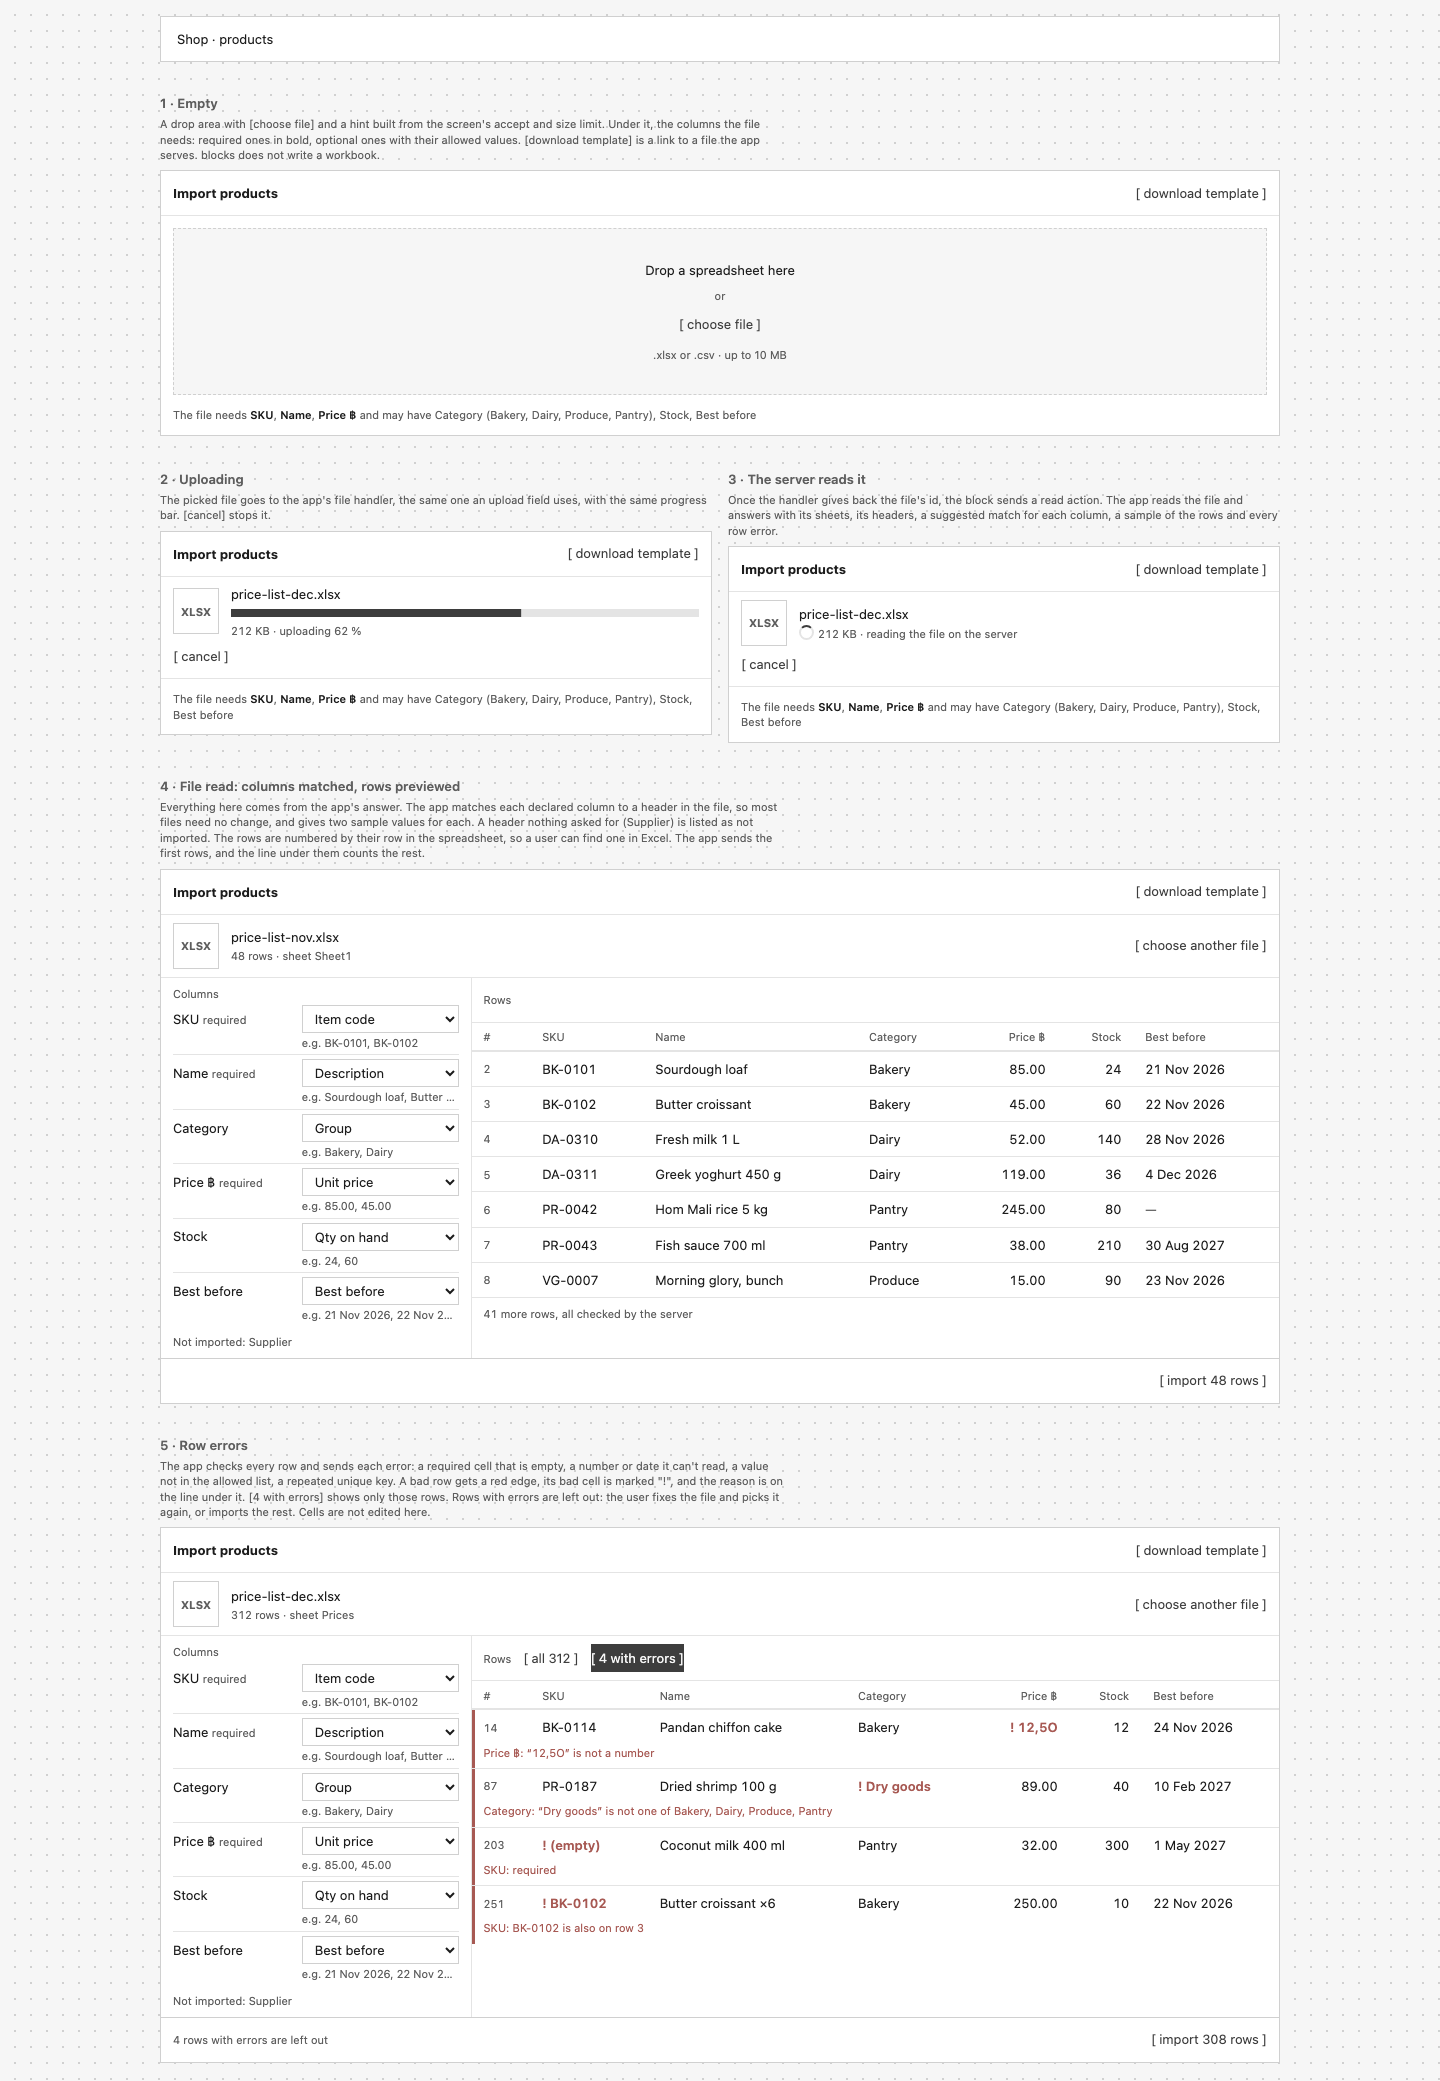 Shop · products
1 · Empty
A drop area with [choose file] and a hint built from the screen's accept and size limit. Under it, the columns the file
needs: required ones in bold, optional ones with their allowed values. [download template] is a link to a file the app
serves. blocks does not write a workbook.
Import products [ download template ]
Drop a spreadsheet here
or
[ choose file ]
.xlsx or .csv · up to 10 MB
The file needs SKU, Name, Price ฿ and may have Category (Bakery, Dairy, Produce, Pantry), Stock, Best before
2 · Uploading
The picked file goes to the app's file handler, the same one an upload field uses, with the same progress
bar. [cancel] stops it.
Import products [ download template ]
XLSX
price-list-dec.xlsx
212 KB · uploading 62 %
[ cancel ]
The file needs SKU, Name, Price ฿ and may have Category (Bakery, Dairy, Produce, Pantry), Stock,
Best before
3 · The server reads it
Once the handler gives back the file's id, the block sends a read action. The app reads the file and
answers with its sheets, its headers, a suggested match for each column, a sample of the rows and every
row error.
Import products [ download template ]
XLSX
price-list-dec.xlsx
212 KB · reading the file on the server
[ cancel ]
The file needs SKU, Name, Price ฿ and may have Category (Bakery, Dairy, Produce, Pantry), Stock,
Best before
4 · File read: columns matched, rows previewed
Everything here comes from the app's answer. The app matches each declared column to a header in the file, so most
files need no change, and gives two sample values for each. A header nothing asked for (Supplier) is listed as not
imported. The rows are numbered by their row in the spreadsheet, so a user can find one in Excel. The app sends the
first rows, and the line under them counts the rest.
Import products [ download template ]
XLSX
price-list-nov.xlsx
48 rows · sheet Sheet1
[ choose another file ]
Columns
SKU required Item code
e.g. BK-0101, BK-0102
Name required Description
e.g. Sourdough loaf, Butter ...
Category Group
e.g. Bakery, Dairy
Price ฿ required Unit price
e.g. 85.00, 45.00
Stock Qty on hand
e.g. 24, 60
Best before Best before
e.g. 21 Nov 2026, 22 Nov 2...
Not imported: Supplier
Rows
# SKU Name Category Price ฿ Stock Best before
2 BK-0101 Sourdough loaf Bakery 85.00 24 21 Nov 2026
3 BK-0102 Butter croissant Bakery 45.00 60 22 Nov 2026
4 DA-0310 Fresh milk 1 L Dairy 52.00 140 28 Nov 2026
5 DA-0311 Greek yoghurt 450 g Dairy 119.00 36 4 Dec 2026
6 PR-0042 Hom Mali rice 5 kg Pantry 245.00 80 —
7 PR-0043 Fish sauce 700 ml Pantry 38.00 210 30 Aug 2027
8 VG-0007 Morning glory, bunch Produce 15.00 90 23 Nov 2026
41 more rows, all checked by the server
[ import 48 rows ]
5 · Row errors
The app checks every row and sends each error: a required cell that is empty, a number or date it can't read, a value
not in the allowed list, a repeated unique key. A bad row gets a red edge, its bad cell is marked "!", and the reason is on
the line under it. [4 with errors] shows only those rows. Rows with errors are left out: the user fixes the file and picks it
again, or imports the rest. Cells are not edited here.
Import products [ download template ]
XLSX
price-list-dec.xlsx
312 rows · sheet Prices
[ choose another file ]
Columns
SKU required Item code
e.g. BK-0101, BK-0102
Name required Description
e.g. Sourdough loaf, Butter ...
Category Group
e.g. Bakery, Dairy
Price ฿ required Unit price
e.g. 85.00, 45.00
Stock Qty on hand
e.g. 24, 60
Best before Best before
e.g. 21 Nov 2026, 22 Nov 2...
Not imported: Supplier
Rows [ all 312 ] [ 4 with errors ]
# SKU Name Category Price ฿ Stock Best before
14 BK-0114 Pandan chiffon cake Bakery ! 12,5O 12 24 Nov 2026
Price ฿: “12,5O” is not a number
87 PR-0187 Dried shrimp 100 g ! Dry goods 89.00 40 10 Feb 2027
Category: “Dry goods” is not one of Bakery, Dairy, Produce, Pantry
203 ! (empty) Coconut milk 400 ml Pantry 32.00 300 1 May 2027
SKU: required
251 ! BK-0102 Butter croissant ×6 Bakery 250.00 10 22 Nov 2026
SKU: BK-0102 is also on row 3
4 rows with errors are left out [ import 308 rows ]